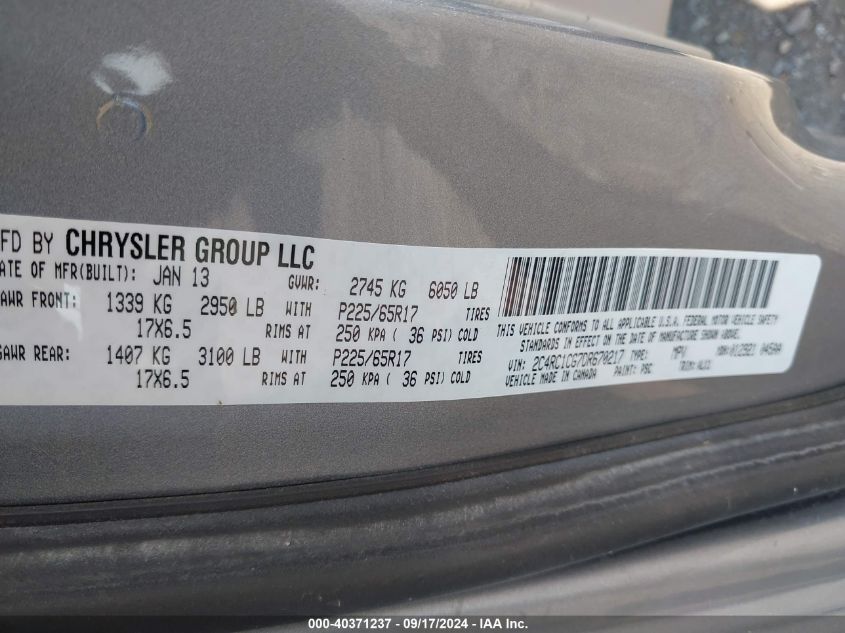 FD BY CHRYSLER GROUP LLC
ATE OF MFR(BUILT): JAN 13 GVWR: 2745 KG 6050 LB
AWR FRONT: 1339 KG 2950 LB WITH P225/65R17 TIRES
17X6.5 RIMS AT 250 KPA ( 36 PSI) COLD
GAWR REAR: 1407 KG 3100 LB WITH P225/65R17 TIRES
17X6.5 RIMS AT 250 KPA ( 36 PSI) COLD
THIS VEHICLE CONFORMS TO ALL APPLICABLE U.S.A. FEDERAL MOTOR VEHICLE SAFETY
STANDARDS IN EFFECT ON THE DATE OF MANUFACTURE SHOWN ABOVE.
VIN: 2C4RC1CG7DR670217 TYPE: MPV MDH:
VEHICLE MADE IN CANADA PAINT: PSC TRIM:
000-40371237 - 09/17/2024 - IAA Inc.